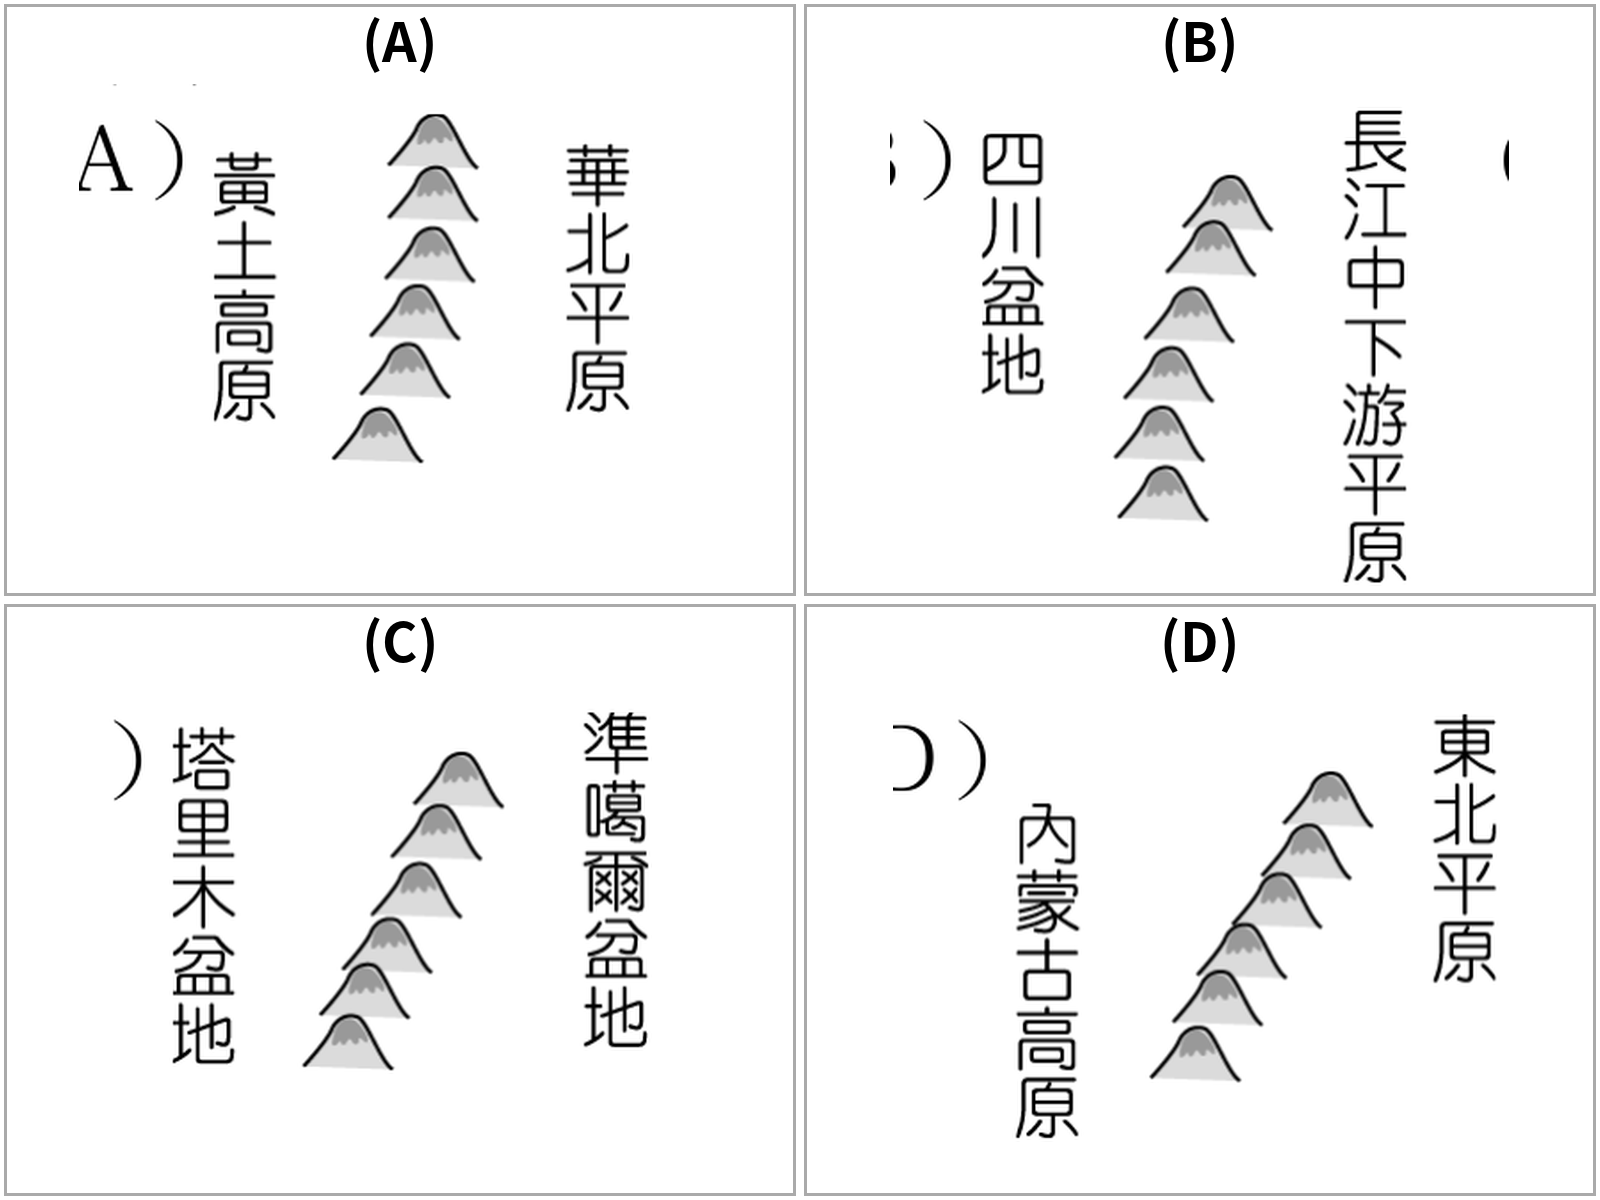 (A)
A)
黃土高原
華北平原
(B)
)
四川盆地
長江中下游平原
(C)
)
塔里木盆地
準噶爾盆地
(D)
)
內蒙古高原
東北平原